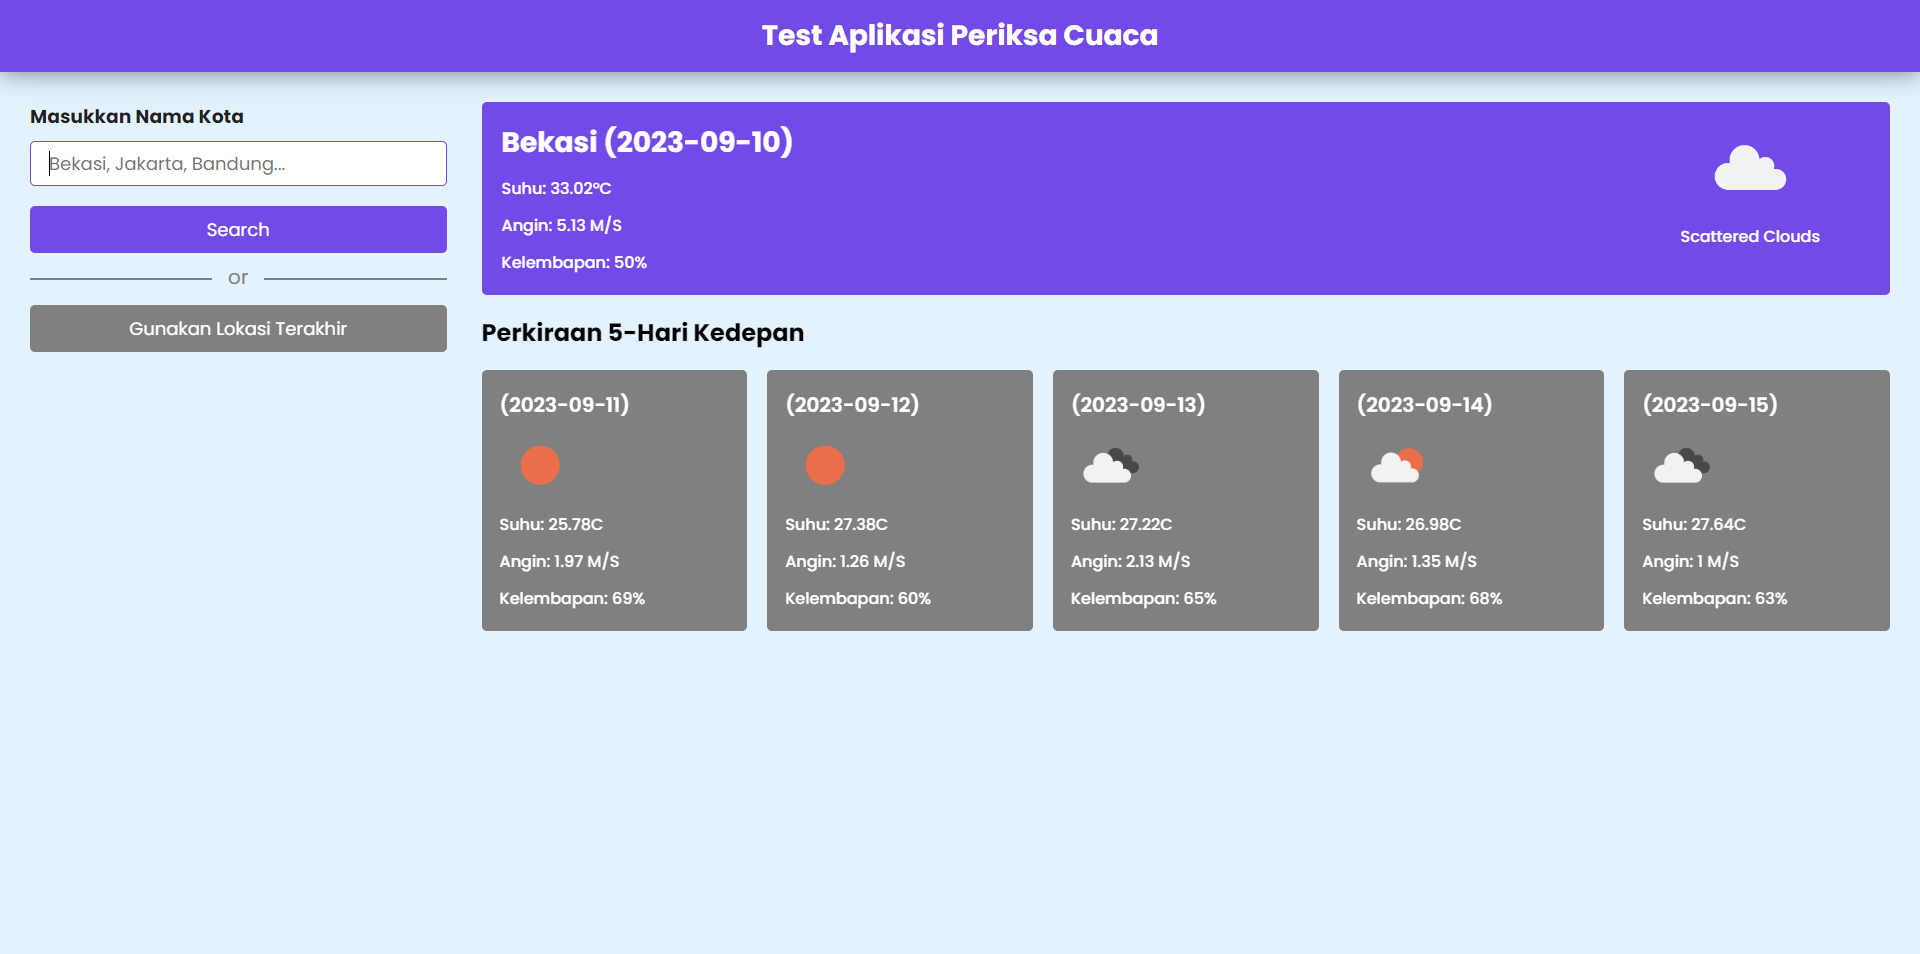 Test Aplikasi Periksa Cuaca
Masukkan Nama Kota
Bekasi, Jakarta, Bandung...
Search
or
Gunakan Lokasi Terakhir
Bekasi (2023-09-10)
Suhu: 33.02°C
Angin: 5.13 M/S
Kelembapan: 50%
Scattered Clouds
Perkiraan 5-Hari Kedepan
(2023-09-11)
Suhu: 25.78C
Angin: 1.97 M/S
Kelembapan: 69%
(2023-09-12)
Suhu: 27.38C
Angin: 1.26 M/S
Kelembapan: 60%
(2023-09-13)
Suhu: 27.22C
Angin: 2.13 M/S
Kelembapan: 65%
(2023-09-14)
Suhu: 26.98C
Angin: 1.35 M/S
Kelembapan: 68%
(2023-09-15)
Suhu: 27.64C
Angin: 1 M/S
Kelembapan: 63%